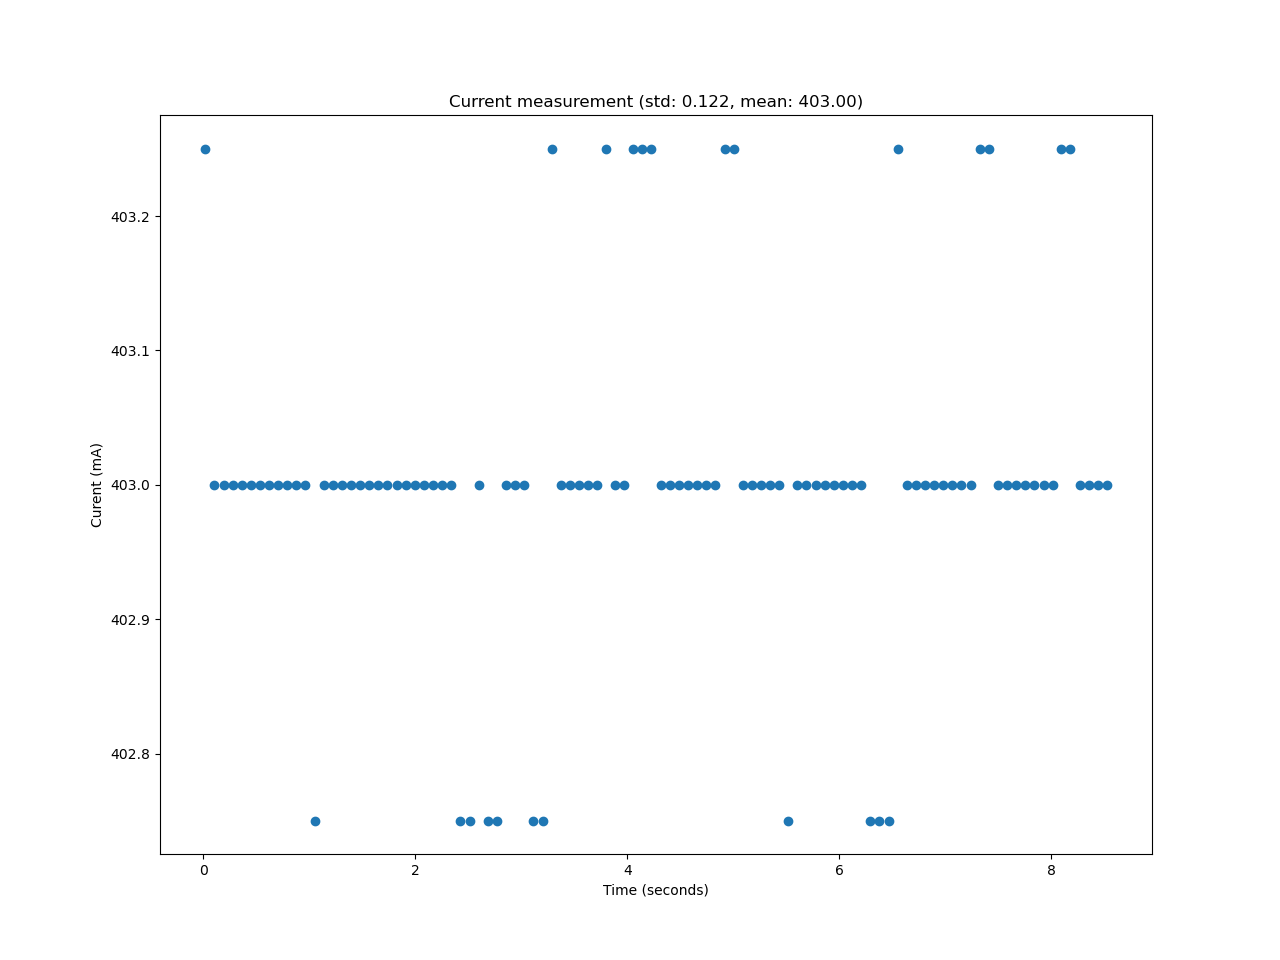 Current measurement (std: 0.122, mean: 403.00)
403.2
403.1
403.0
402.9
402.8
Curent (mA)
0 2 4 6 8
Time (seconds)